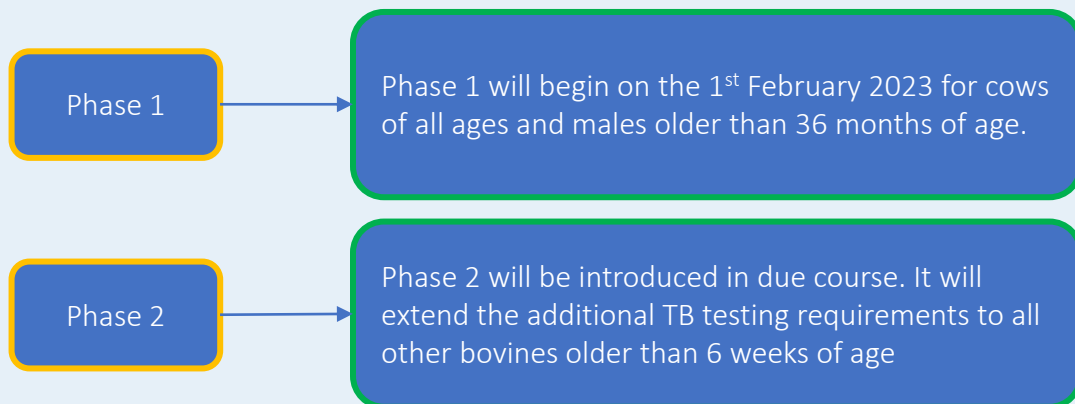 Phase 1
Phase 1 will begin on the 1st February 2023 for cows
of all ages and males older than 36 months of age.
Phase 2
Phase 2 will be introduced in due course. It will
extend the additional TB testing requirements to all
other bovines older than 6 weeks of age